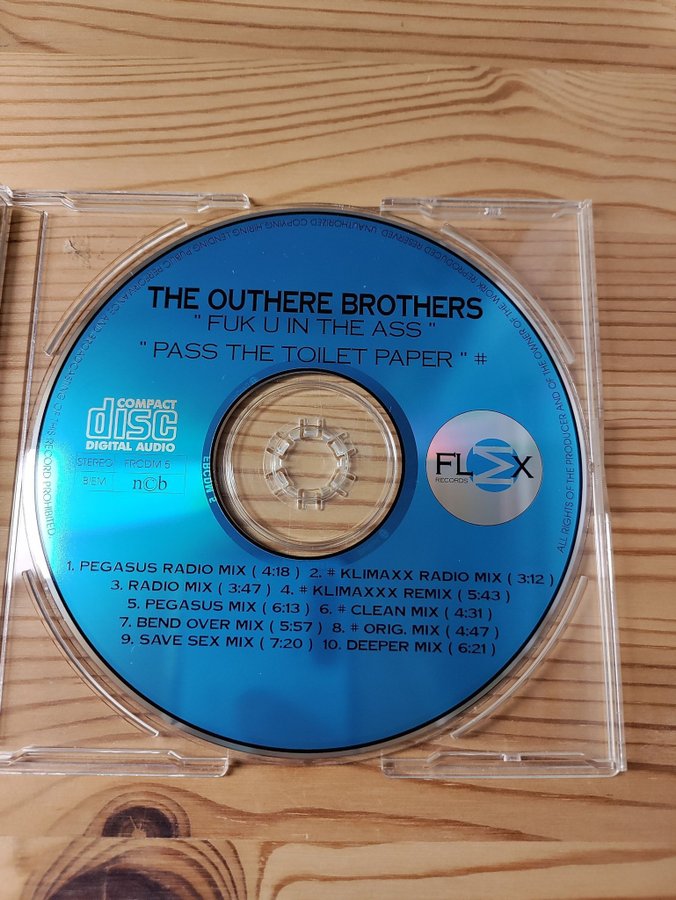 THE OUTHERE BROTHERS
" FUK U IN THE ASS "
" PASS THE TOILET PAPER " #
COMPACT
disc
DIGITAL AUDIO
STEREO FRCDM 5
BIEM n©b
FRCDM 5
FLEX
RECORDS
1. PEGASUS RADIO MIX ( 4:18 ) 2. # KLIMAXX RADIO MIX ( 3:12 )
3. RADIO MIX ( 3:47 ) 4. # KLIMAXXX REMIX ( 5:43 )
5. PEGASUS MIX ( 6:13 ) 6. # CLEAN MIX ( 4:31 )
7. BEND OVER MIX ( 5:57 ) 8. # ORIG. MIX ( 4:47 )
9. SAVE SEX MIX ( 7:20 ) 10. DEEPER MIX ( 6:21 )
ALL RIGHTS OF THE PRODUCER AND OF THE OWNER OF THE WORK REPRODUCED RESERVED. UNAUTHORIZED COPYING HIRING LENDING PUBLIC PERFORMANCE AND BROADCASTING OF THIS RECORD PROHIBITED